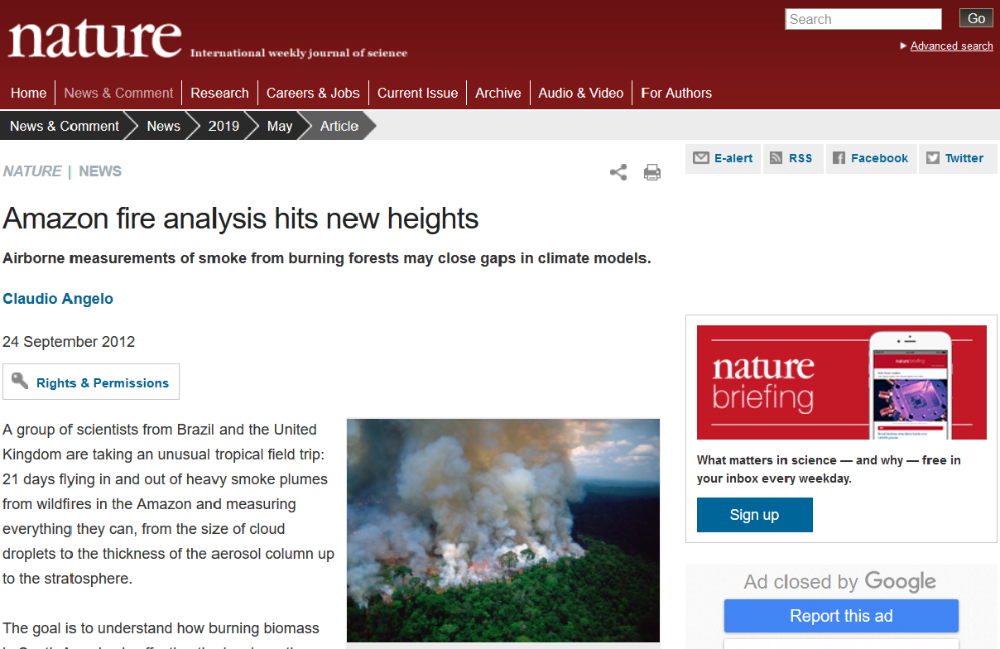 nature International weekly journal of science
Search
Go
Advanced search
Home
News & Comment
Research
Careers & Jobs
Current Issue
Archive
Audio & Video
For Authors
News & Comment
News
2019
May
Article
E-alert
RSS
Facebook
Twitter
NATURE | NEWS
Amazon fire analysis hits new heights
Airborne measurements of smoke from burning forests may close gaps in climate models.
Claudio Angelo
24 September 2012
Rights & Permissions
A group of scientists from Brazil and the United
Kingdom are taking an unusual tropical field trip:
21 days flying in and out of heavy smoke plumes
from wildfires in the Amazon and measuring
everything they can, from the size of cloud
droplets to the thickness of the aerosol column up
to the stratosphere.
The goal is to understand how burning biomass
nature
briefing
What matters in science — and why — free in
your inbox every weekday.
Sign up
Ad closed by Google
Report this ad